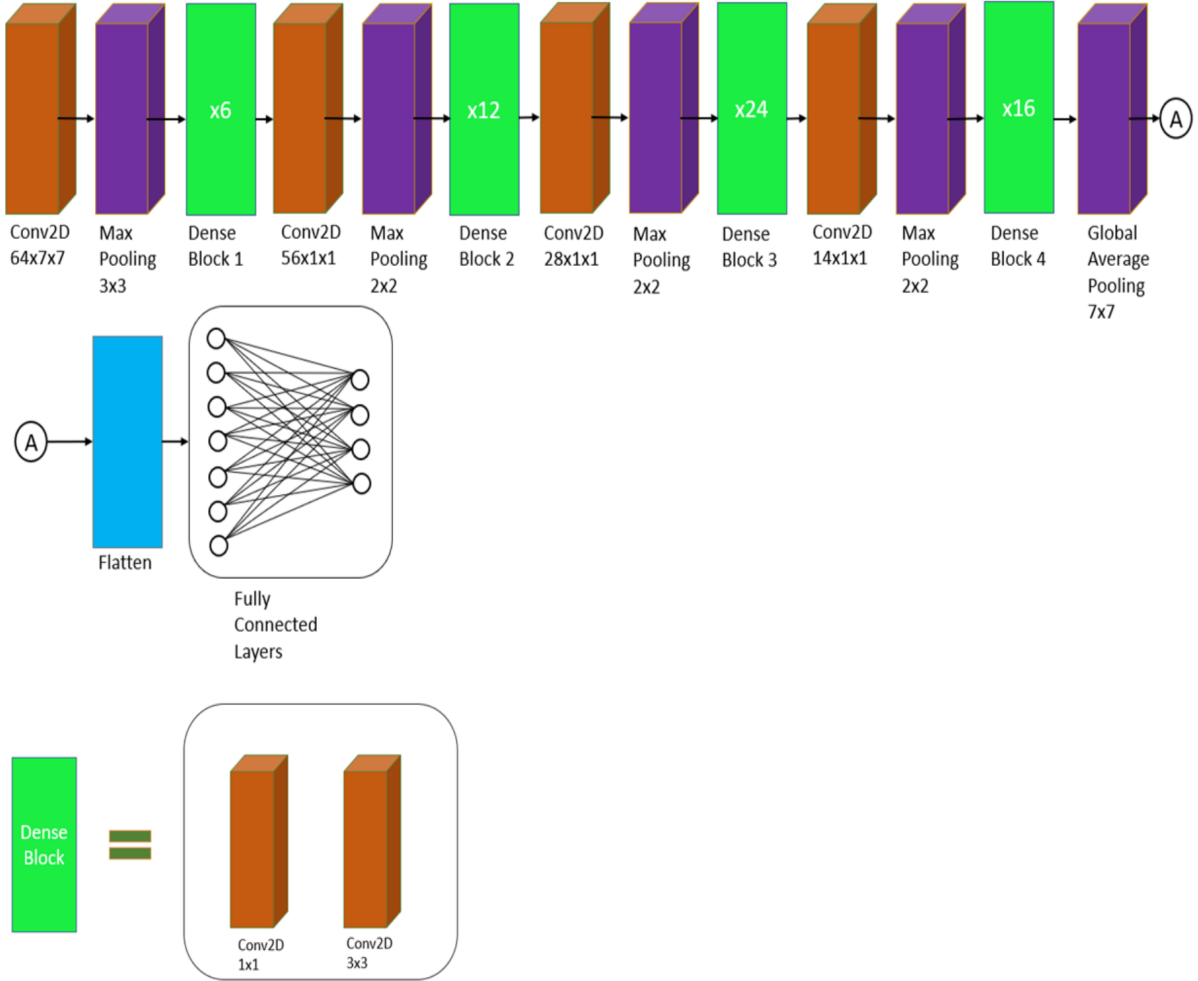 x6
x12
x24
x16
A
Conv2D
64x7x7
Max
Pooling
3x3
Dense
Block 1
Conv2D
56x1x1
Max
Pooling
2x2
Dense
Block 2
Conv2D
28x1x1
Max
Pooling
2x2
Dense
Block 3
Conv2D
14x1x1
Max
Pooling
2x2
Dense
Block 4
Global
Average
Pooling
7x7
A
Flatten
Fully
Connected
Layers
Dense
Block
Conv2D
1x1
Conv2D
3x3